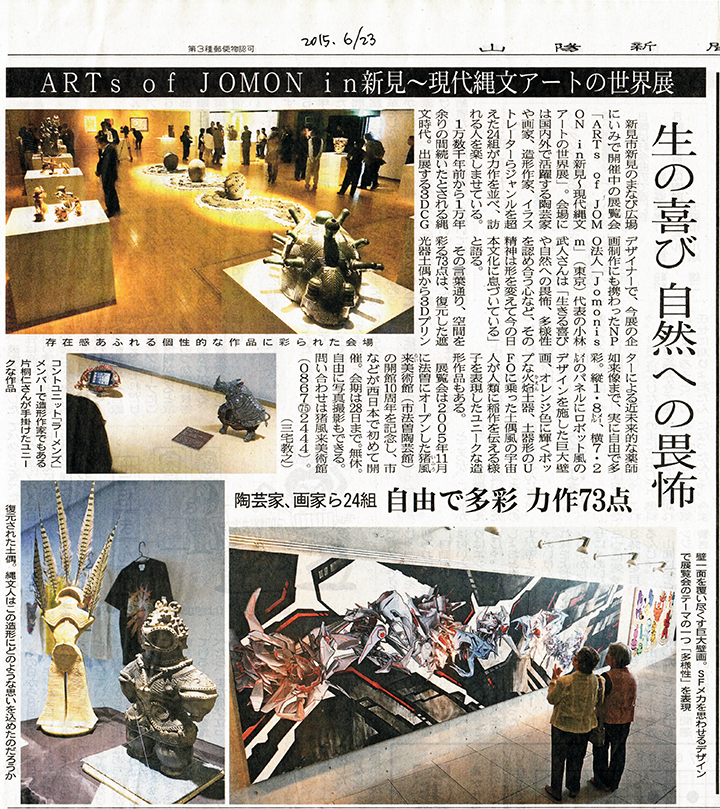 第3種郵便物認可
2015. 6/23
山陽新
ARTs of JOMON in新見〜現代縄文アートの世界展
生の喜び 自然への畏怖
新見市新見のまなび広場
にいみで開催中の展覧会
「ARTs of JOM
ON in新見〜現代縄文
アートの世界展」。会場に
は国内外で活躍する陶芸家
や画家、造形作家、イラス
トレーターらジャンルを超
えた24組が力作を並べ、訪
れる人を楽しませている。
1万数千年前から1万年
余りの間続いたとされる縄
文時代。出展する3DCG
デザイナーで、今展の企
画制作にも携わったNP
O法人「Jomonis
m」(東京)代表の小林
武人さんは「生きる喜び
や自然への畏怖、多様性
を認め合う心など、その
精神は形を変えて今の日
本文化に息づいている」
と語る。
その言葉通り、空間を
彩る73点は、復元した遮
光器土偶から3Dプリン
ターによる近未来的な薬師
如来像まで、実に自由で多
彩。縦1・8㍍、横7・2
㍍のパネルにロボット風の
デザインを施した巨大壁
画、オレンジ色に輝くポッ
プな火焔土器、土器形のU
FOに乗った土偶風の宇宙
人が人類に稲作を伝える様
子を表現したユニークな造
形作品もある。
展覧会は2005年11月
に法曽にオープンした猪風
来美術館(市法曽陶芸館)
の開館10周年を記念し、市
などが西日本で初めて開
催。会期は28日まで。無休。
自由に写真撮影もできる。
問い合わせは猪風来美術館
(0867㊄2444)。
(三宅教之)
存在感あふれる個性的な作品に彩られた会場
コントユニット「ラーメンズ」
メンバーで造形作家でもある
片桐仁さんが手掛けたユニー
クな作品
陶芸家、画家ら24組 自由で多彩 力作73点
壁一面を覆い尽くす巨大壁画。SFメカを思わせるデザイン
で展覧会のテーマの一つ「多様性」を表現
復元された土偶。縄文人はこの造形にどのような思いを込めたのだろうか